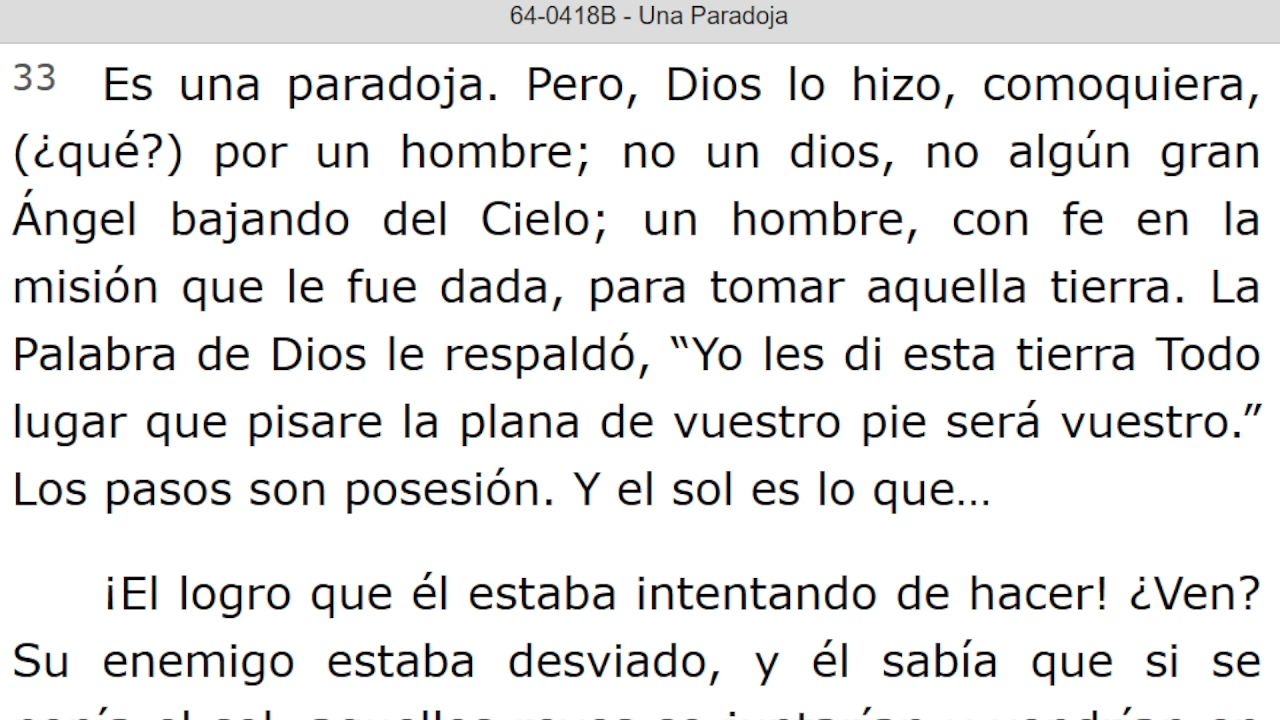 64-0418B - Una Paradoja
33 Es una paradoja. Pero, Dios lo hizo, comoquiera,
(¿qué?) por un hombre; no un dios, no algún gran
Ángel bajando del Cielo; un hombre, con fe en la
misión que le fue dada, para tomar aquella tierra. La
Palabra de Dios le respaldó, “Yo les di esta tierra Todo
lugar que pisare la plana de vuestro pie será vuestro.”
Los pasos son posesión. Y el sol es lo que…
¡El logro que él estaba intentando de hacer! ¿Ven?
Su enemigo estaba desviado, y él sabía que si se